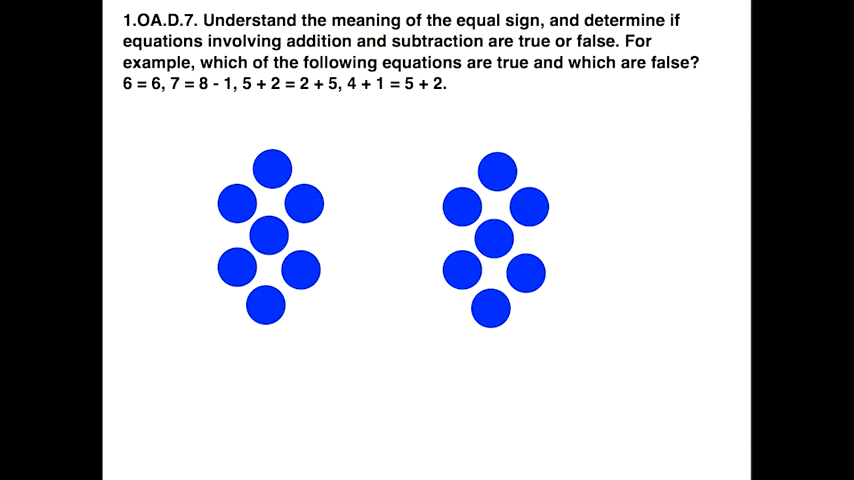 1.OA.D.7. Understand the meaning of the equal sign, and determine if
equations involving addition and subtraction are true or false. For
example, which of the following equations are true and which are false?
6 = 6, 7 = 8 - 1, 5 + 2 = 2 + 5, 4 + 1 = 5 + 2.